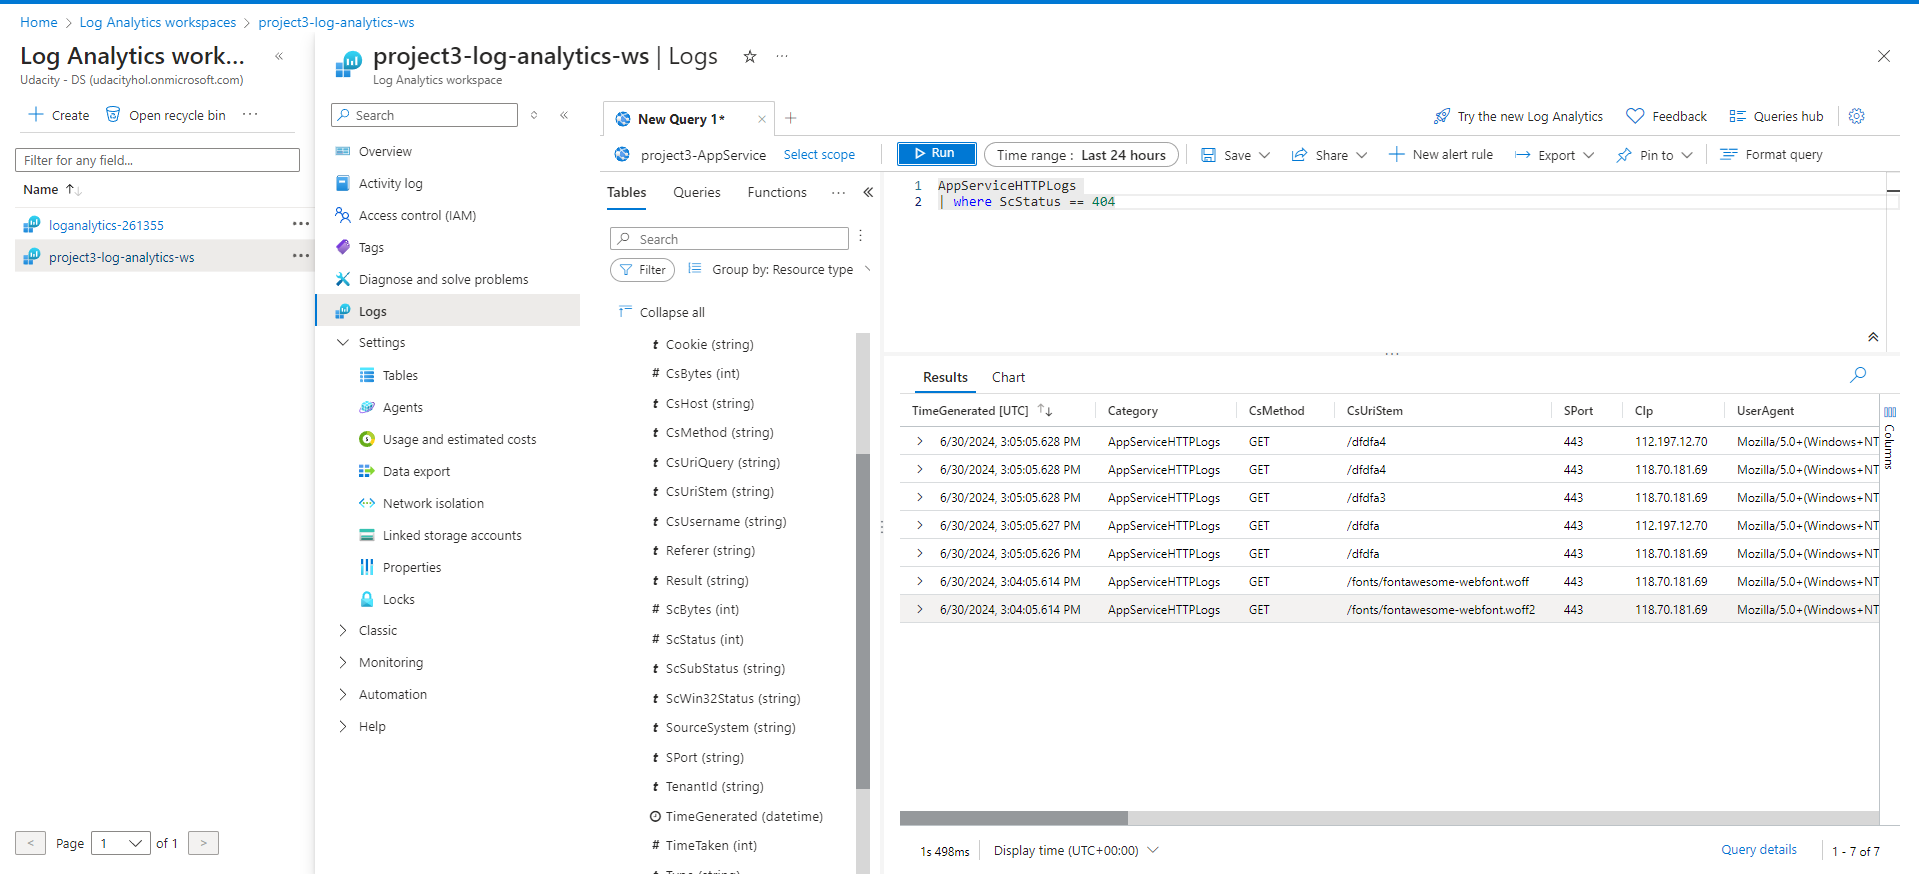 Home > Log Analytics workspaces > project3-log-analytics-ws
Log Analytics work...
Udacity - DS (udacityhol.onmicrosoft.com)
Create
Open recycle bin
Filter for any field...
Name
loganalytics-261355
project3-log-analytics-ws
< Page 1 of 1 >
project3-log-analytics-ws | Logs
Log Analytics workspace
Search
Overview
Activity log
Access control (IAM)
Tags
Diagnose and solve problems
Logs
Settings
Tables
Agents
Usage and estimated costs
Data export
Network isolation
Linked storage accounts
Properties
Locks
Classic
Monitoring
Automation
Help
New Query 1*
Try the new Log Analytics
Feedback
Queries hub
project3-AppService
Select scope
Run
Time range : Last 24 hours
Save
Share
New alert rule
Export
Pin to
Format query
Tables
Queries
Functions
Search
Filter
Group by: Resource type
Collapse all
t Cookie (string)
# CsBytes (int)
t CsHost (string)
t CsMethod (string)
t CsUriQuery (string)
t CsUriStem (string)
t CsUsername (string)
t Referer (string)
t Result (string)
# ScBytes (int)
# ScStatus (int)
t ScSubStatus (string)
t ScWin32Status (string)
t SourceSystem (string)
t SPort (string)
t TenantId (string)
TimeGenerated (datetime)
# TimeTaken (int)
1 AppServiceHTTPLogs
2 | where ScStatus == 404
Results
Chart
TimeGenerated [UTC] Category CsMethod CsUriStem SPort CIp UserAgent
6/30/2024, 3:05:05.628 PM AppServiceHTTPLogs GET /dfdfa4 443 112.197.12.70 Mozilla/5.0+(Windows+NT
6/30/2024, 3:05:05.628 PM AppServiceHTTPLogs GET /dfdfa4 443 118.70.181.69 Mozilla/5.0+(Windows+NT
6/30/2024, 3:05:05.628 PM AppServiceHTTPLogs GET /dfdfa3 443 118.70.181.69 Mozilla/5.0+(Windows+NT
6/30/2024, 3:05:05.627 PM AppServiceHTTPLogs GET /dfdfa 443 112.197.12.70 Mozilla/5.0+(Windows+NT
6/30/2024, 3:05:05.626 PM AppServiceHTTPLogs GET /dfdfa 443 118.70.181.69 Mozilla/5.0+(Windows+NT
6/30/2024, 3:04:05.614 PM AppServiceHTTPLogs GET /fonts/fontawesome-webfont.woff 443 118.70.181.69 Mozilla/5.0+(Windows+NT
6/30/2024, 3:04:05.614 PM AppServiceHTTPLogs GET /fonts/fontawesome-webfont.woff2 443 118.70.181.69 Mozilla/5.0+(Windows+NT
Columns
1s 498ms
Display time (UTC+00:00)
Query details
1 - 7 of 7